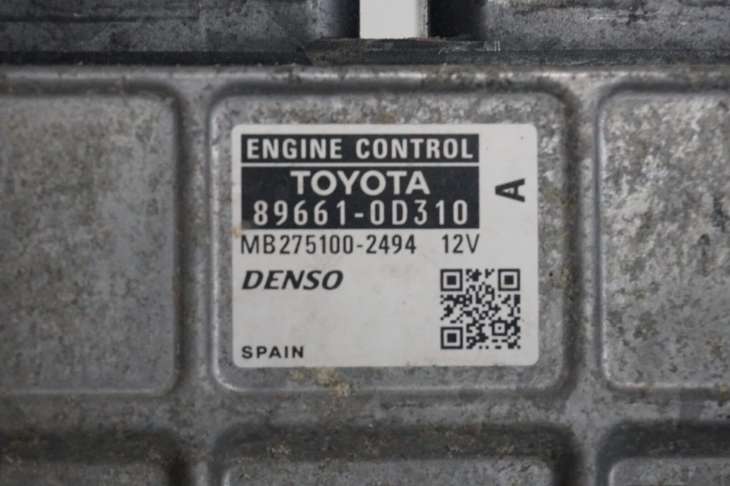 ENGINE CONTROL
TOYOTA
89661-0D310
A
MB275100-2494 12V
DENSO
SPAIN